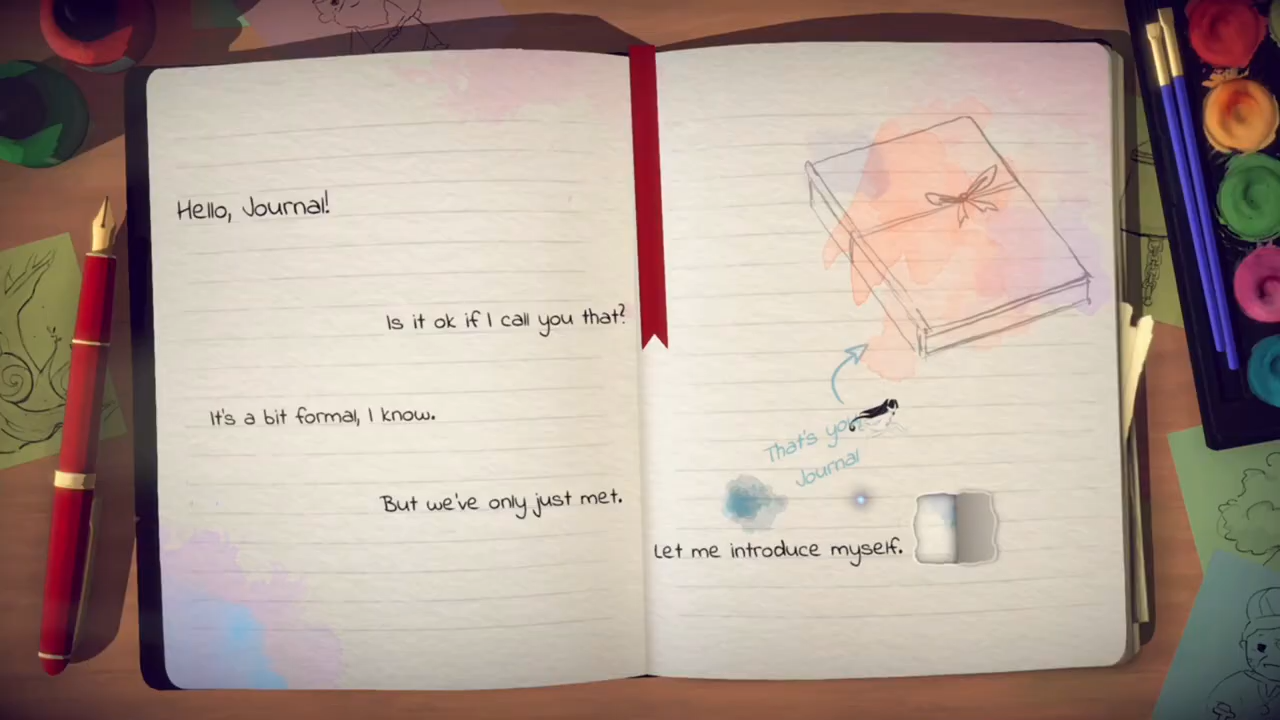 Hello, Journal!
Is it ok if I call you that?
It's a bit formal, I know.
But we've only just met.
That's
Journal
Let me introduce myself.